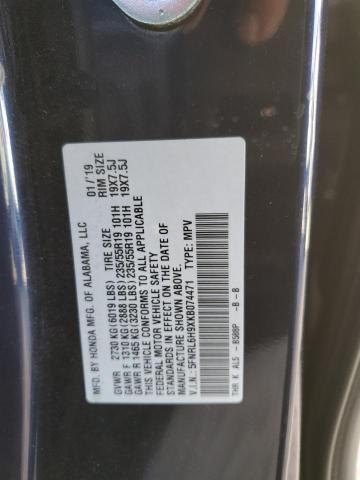 MFD. BY HONDA MFG. OF ALABAMA, LLC 01/'19
TIRE SIZE RIM SIZE
GVWR 2730 KG(6019 LBS)
GAWR F 1310 KG(2888 LBS) 235/55R19 101H 19X7.5J
GAWR R 1465 KG(3230 LBS) 235/55R19 101H 19X7.5J
THIS VEHICLE CONFORMS TO ALL APPLICABLE
FEDERAL MOTOR VEHICLE SAFETY
STANDARDS IN EFFECT ON THE DATE OF
MANUFACTURE SHOWN ABOVE.
V.I.N.: 5FNRL6H9XKB074471 TYPE: MPV
THR K AL5 - B588P -B-B